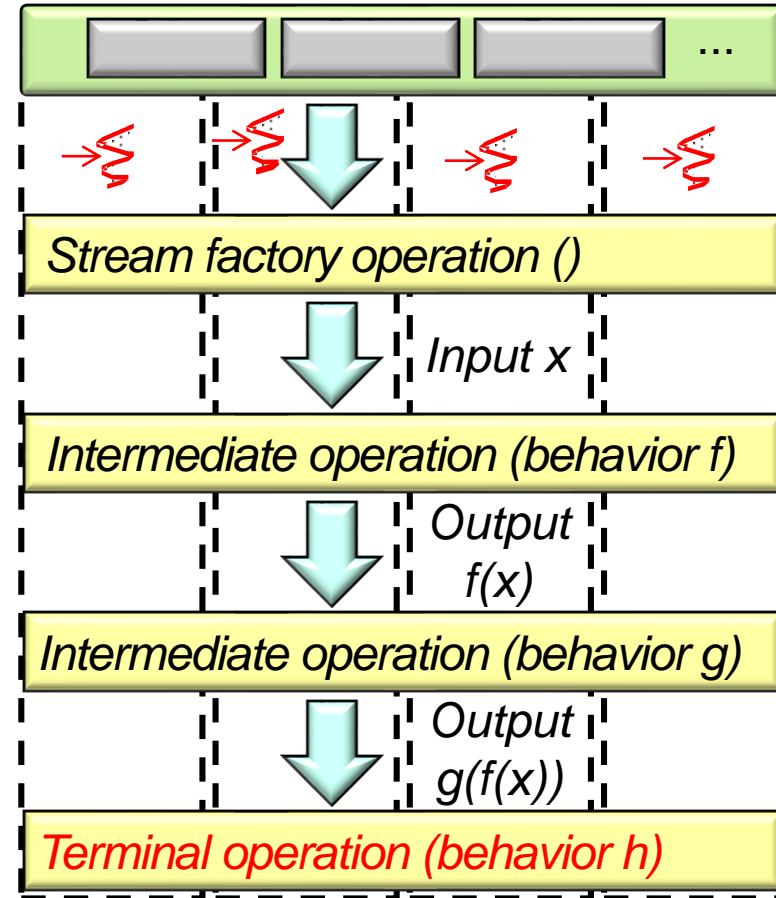 ...
Stream factory operation ()
Input x
Intermediate operation (behavior f)
Output
f(x)
Intermediate operation (behavior g)
Output
g(f(x))
Terminal operation (behavior h)